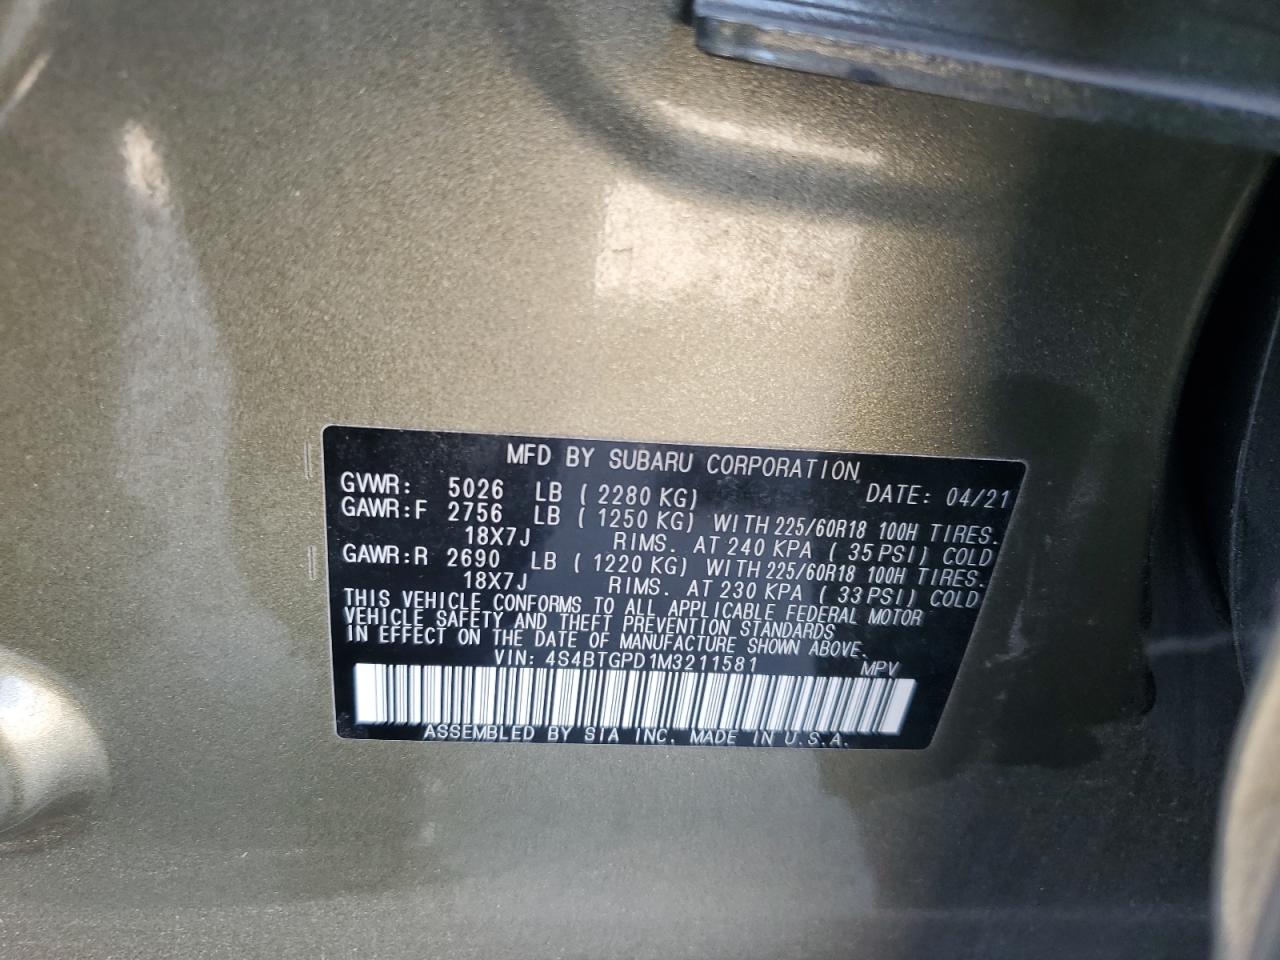 MFD BY SUBARU CORPORATION
DATE: 04/21
GVWR: 5026 LB ( 2280 KG)
GAWR:F 2756 LB ( 1250 KG) WITH 225/60R18 100H TIRES.
18X7J RIMS. AT 240 KPA ( 35 PSI) COLD
GAWR:R 2690 LB ( 1220 KG) WITH 225/60R18 100H TIRES.
18X7J RIMS. AT 230 KPA ( 33 PSI) COLD
THIS VEHICLE CONFORMS TO ALL APPLICABLE FEDERAL MOTOR
VEHICLE SAFETY AND THEFT PREVENTION STANDARDS
IN EFFECT ON THE DATE OF MANUFACTURE SHOWN ABOVE.
VIN: 4S4BTGPD1M3211581 MPV
ASSEMBLED BY SIA INC. MADE IN U.S.A.